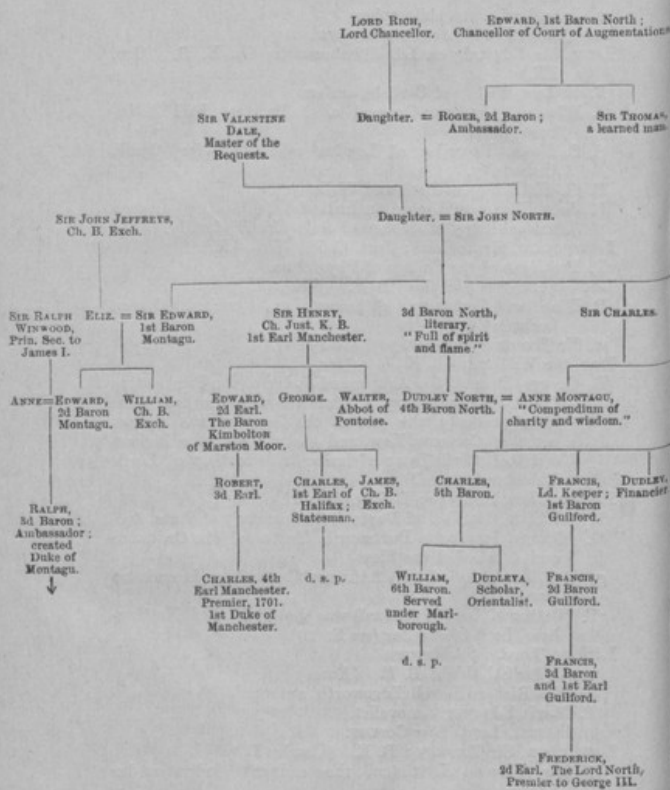 LORD RICH,
Lord Chancellor.
EDWARD, 1st Baron North;
Chancellor of Court of Augmentations
SIR VALENTINE
DALE,
Master of the
Requests.
Daughter. = ROGER, 2d Baron;
Ambassador.
SIR THOMAS,
a learned man.
SIR JOHN JEFFREYS,
Ch. B. Exch.
Daughter. = SIR JOHN NORTH.
SIR RALPH
WINWOOD,
Prin. Sec. to
James I.
ELIZ. = SIR EDWARD,
1st Baron
Montagu.
SIR HENRY,
Ch. Just. K. B.
1st Earl Manchester.
3d Baron North,
literary.
"Full of spirit
and flame."
SIR CHARLES.
ANNE=EDWARD,
2d Baron
Montagu.
WILLIAM,
Ch. B.
Exch.
EDWARD,
2d Earl.
The Baron
Kimbolton
of Marston Moor.
GEORGE.
WALTER,
Abbot of
Pontoise.
DUDLEY NORTH, = ANNE MONTAGU,
4th Baron North.
"Compendium of
charity and wisdom."
RALPH,
3d Baron;
Ambassador;
created
Duke of
Montagu.
ROBERT,
3d Earl.
CHARLES,
1st Earl of
Halifax;
Statesman.
JAMES,
Ch. B.
Exch.
CHARLES,
5th Baron.
FRANCIS,
Ld. Keeper;
1st Baron
Guilford.
DUDLEY,
Financier
CHARLES, 4th
Earl Manchester.
Premier, 1701.
1st Duke of
Manchester.
d. s. p.
WILLIAM,
6th Baron.
Served
under Marl-
borough.
DUDLEYA,
Scholar,
Orientalist.
FRANCIS,
2d Baron
Guilford.
d. s. p.
FRANCIS,
3d Baron
and 1st Earl
Guilford.
FREDERICK,
2d Earl. The Lord North,
Premier to George III.